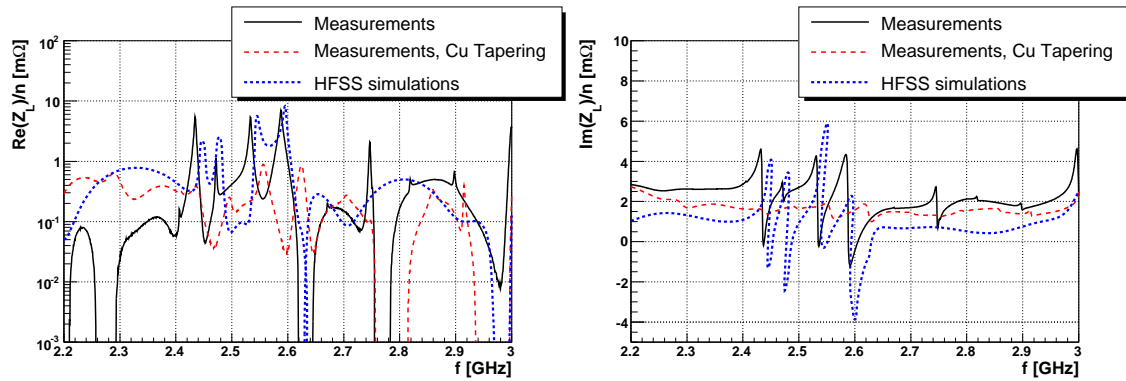 Measurements
Measurements, Cu Tapering
HFSS simulations
Re(Z_L)/n [mΩ]
10^2
10
1
10^-1
10^-2
10^-3
2.2 2.3 2.4 2.5 2.6 2.7 2.8 2.9 3
f [GHz]
Measurements
Measurements, Cu Tapering
HFSS simulations
Im(Z_L)/n [mΩ]
10
8
6
4
2
0
-2
-4
2.2 2.3 2.4 2.5 2.6 2.7 2.8 2.9 3
f [GHz]